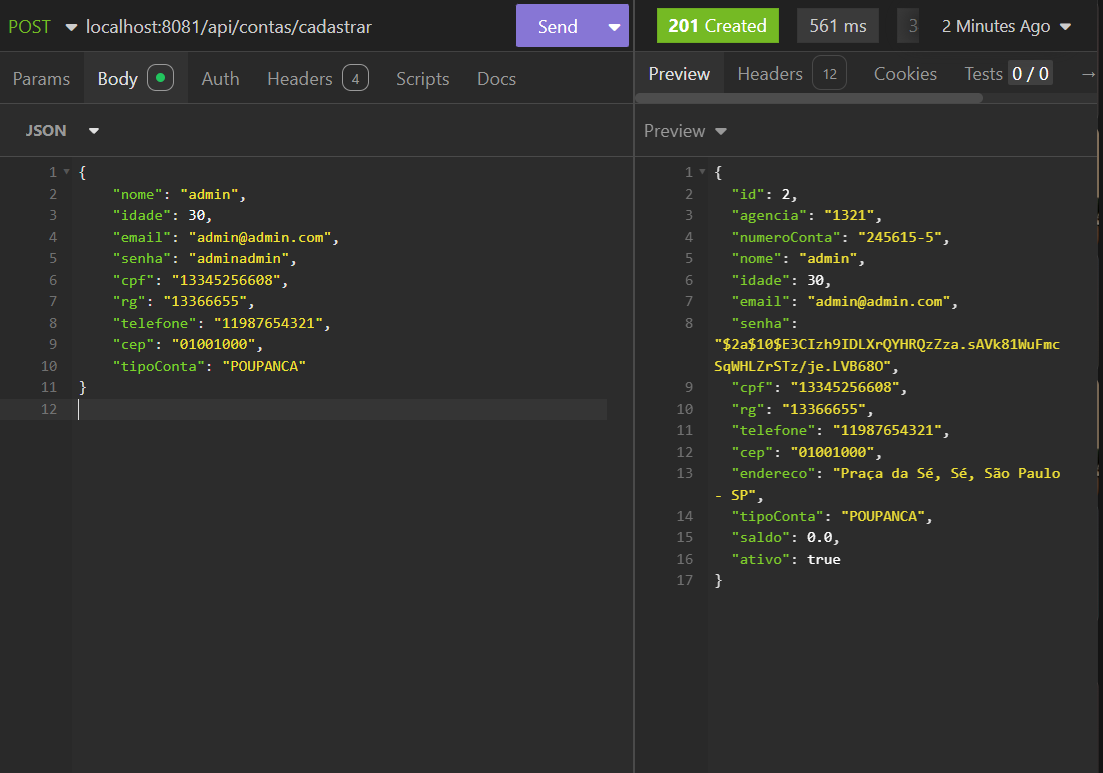 POST localhost:8081/api/contas/cadastrar Send
Params Body Auth Headers 4 Scripts Docs
JSON
1 {
2 "nome": "admin",
3 "idade": 30,
4 "email": "admin@admin.com",
5 "senha": "adminadmin",
6 "cpf": "13345256608",
7 "rg": "13366655",
8 "telefone": "11987654321",
9 "cep": "01001000",
10 "tipoConta": "POUPANCA"
11 }
12
201 Created 561 ms 3 2 Minutes Ago
Preview Headers 12 Cookies Tests 0 / 0 →
Preview
1 {
2 "id": 2,
3 "agencia": "1321",
4 "numeroConta": "245615-5",
5 "nome": "admin",
6 "idade": 30,
7 "email": "admin@admin.com",
8 "senha":
"$2a$10$E3CIzh9IDLXrQYHRQzZza.sAVk81WuFmc
SqWHLZrSTz/je.LVB68O",
9 "cpf": "13345256608",
10 "rg": "13366655",
11 "telefone": "11987654321",
12 "cep": "01001000",
13 "endereco": "Praça da Sé, Sé, São Paulo
- SP",
14 "tipoConta": "POUPANCA",
15 "saldo": 0.0,
16 "ativo": true
17 }